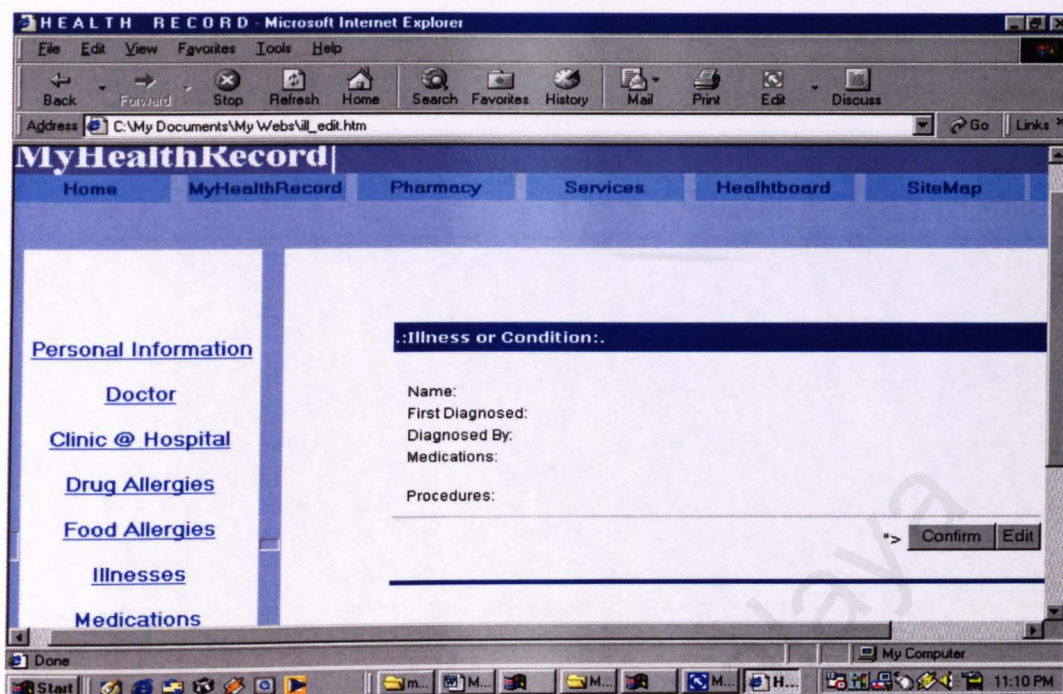 H E A L T H R E C O R D - Microsoft Internet Explorer
File Edit View Favorites Tools Help
Back Forward Stop Refresh Home Search Favorites History Mail Print Edit Discuss
Address C:\My Documents\My Webs\ill_edit.htm Go Links »
MyHealthRecord|
Home MyHealthRecord Pharmacy Services Healhtboard SiteMap
Personal Information
Doctor
Clinic @ Hospital
Drug Allergies
Food Allergies
Illnesses
Medications
.:Illness or Condition:.
Name:
First Diagnosed:
Diagnosed By:
Medications:
Procedures:
"> Confirm Edit
Done My Computer
Start m... M... M... M... H... 11:10 PM